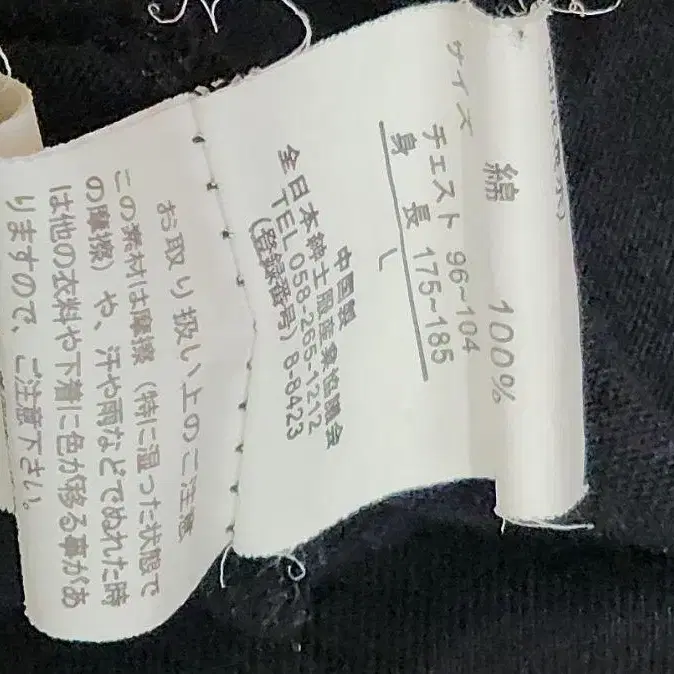 綿 100%
サイズ
チェスト 96~104
身長 175~185
L
中国製
全日本紳士服産業協議会
TEL 058-265-1212
(登録番号) 8-8423
お取り扱い上のご注意
この素材は摩擦(特に湿った状態で
の摩擦)や、汗や雨などでぬれた時
は他の衣料や下着に色が移る事があ
りますので、ご注意下さい。